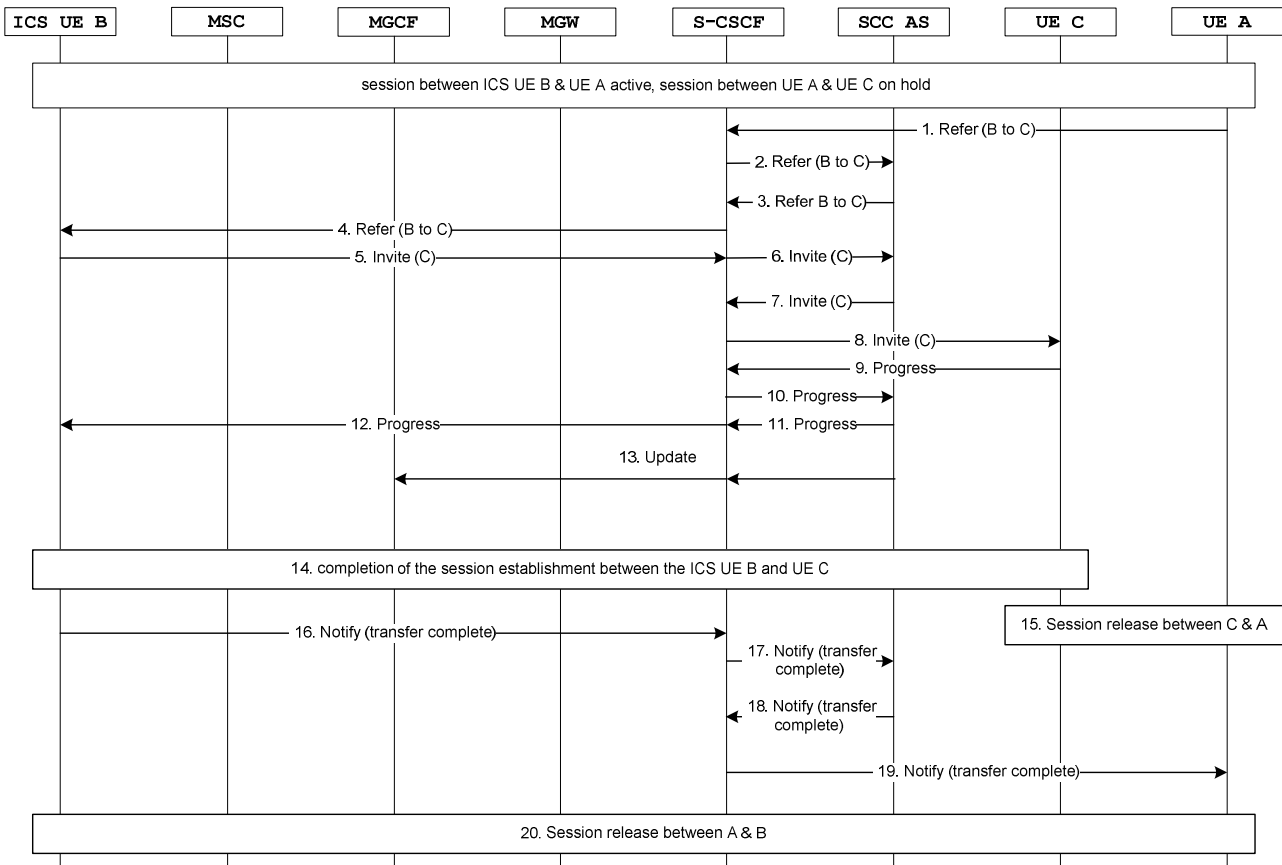 ICS UE B
MSC
MGCF
MGW
S-CSCF
SCC AS
UE C
UE A
session between ICS UE B & UE A active, session between UE A & UE C on hold
1. Refer (B to C)
2. Refer (B to C)
3. Refer B to C)
4. Refer (B to C)
5. Invite (C)
6. Invite (C)
7. Invite (C)
8. Invite (C)
9. Progress
10. Progress
12. Progress
11. Progress
13. Update
14. completion of the session establishment between the ICS UE B and UE C
15. Session release between C & A
16. Notify (transfer complete)
17. Notify (transfer
complete)
18. Notify (transfer
complete)
19. Notify (transfer complete)
20. Session release between A & B